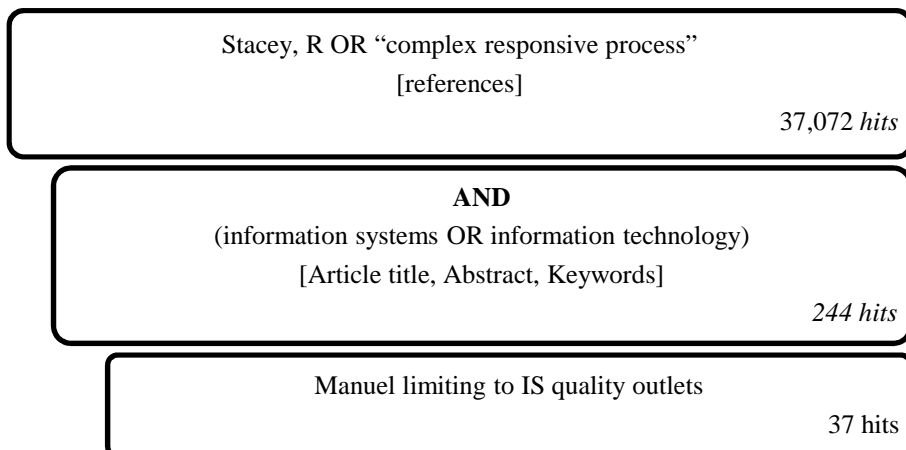 Stacey, R OR “complex responsive process”
[references]
37,072 hits
AND
(information systems OR information technology)
[Article title, Abstract, Keywords]
244 hits
Manuel limiting to IS quality outlets
37 hits